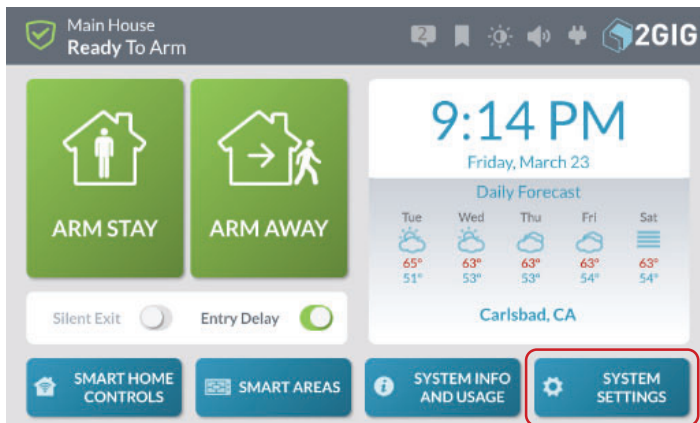 Main House
Ready To Arm
2
2GIG
ARM STAY
ARM AWAY
9:14 PM
Friday, March 23
Daily Forecast
Tue Wed Thu Fri Sat
65° 63° 63° 63° 63°
51° 53° 53° 54° 54°
Carlsbad, CA
Silent Exit
Entry Delay
SMART HOME
CONTROLS
SMART AREAS
SYSTEM INFO
AND USAGE
SYSTEM
SETTINGS